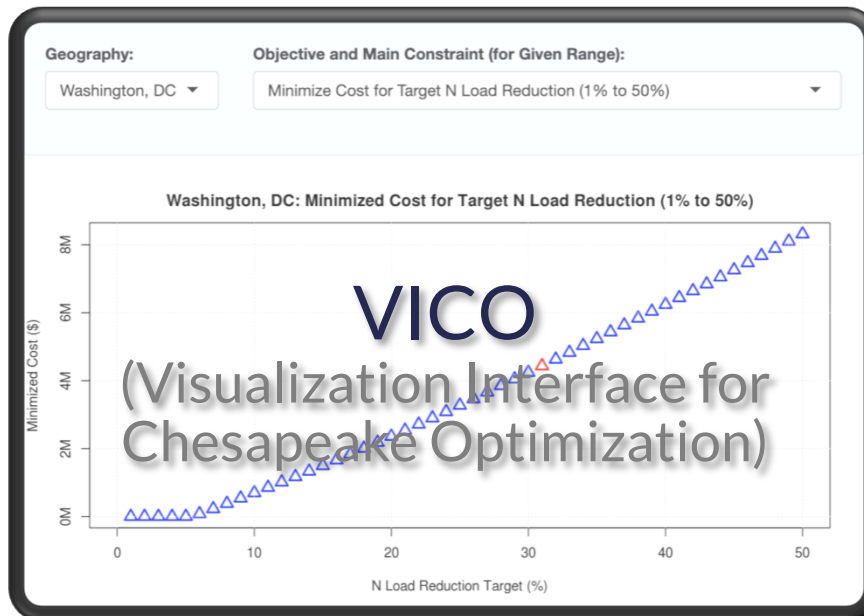 Geography:
Objective and Main Constraint (for Given Range):
Washington, DC
Minimize Cost for Target N Load Reduction (1% to 50%)
Washington, DC: Minimized Cost for Target N Load Reduction (1% to 50%)
8M
6M
4M
2M
0M
Minimized Cost ($)
VICO
(Visualization Interface for
Chesapeake Optimization)
0
10
20
30
40
50
N Load Reduction Target (%)